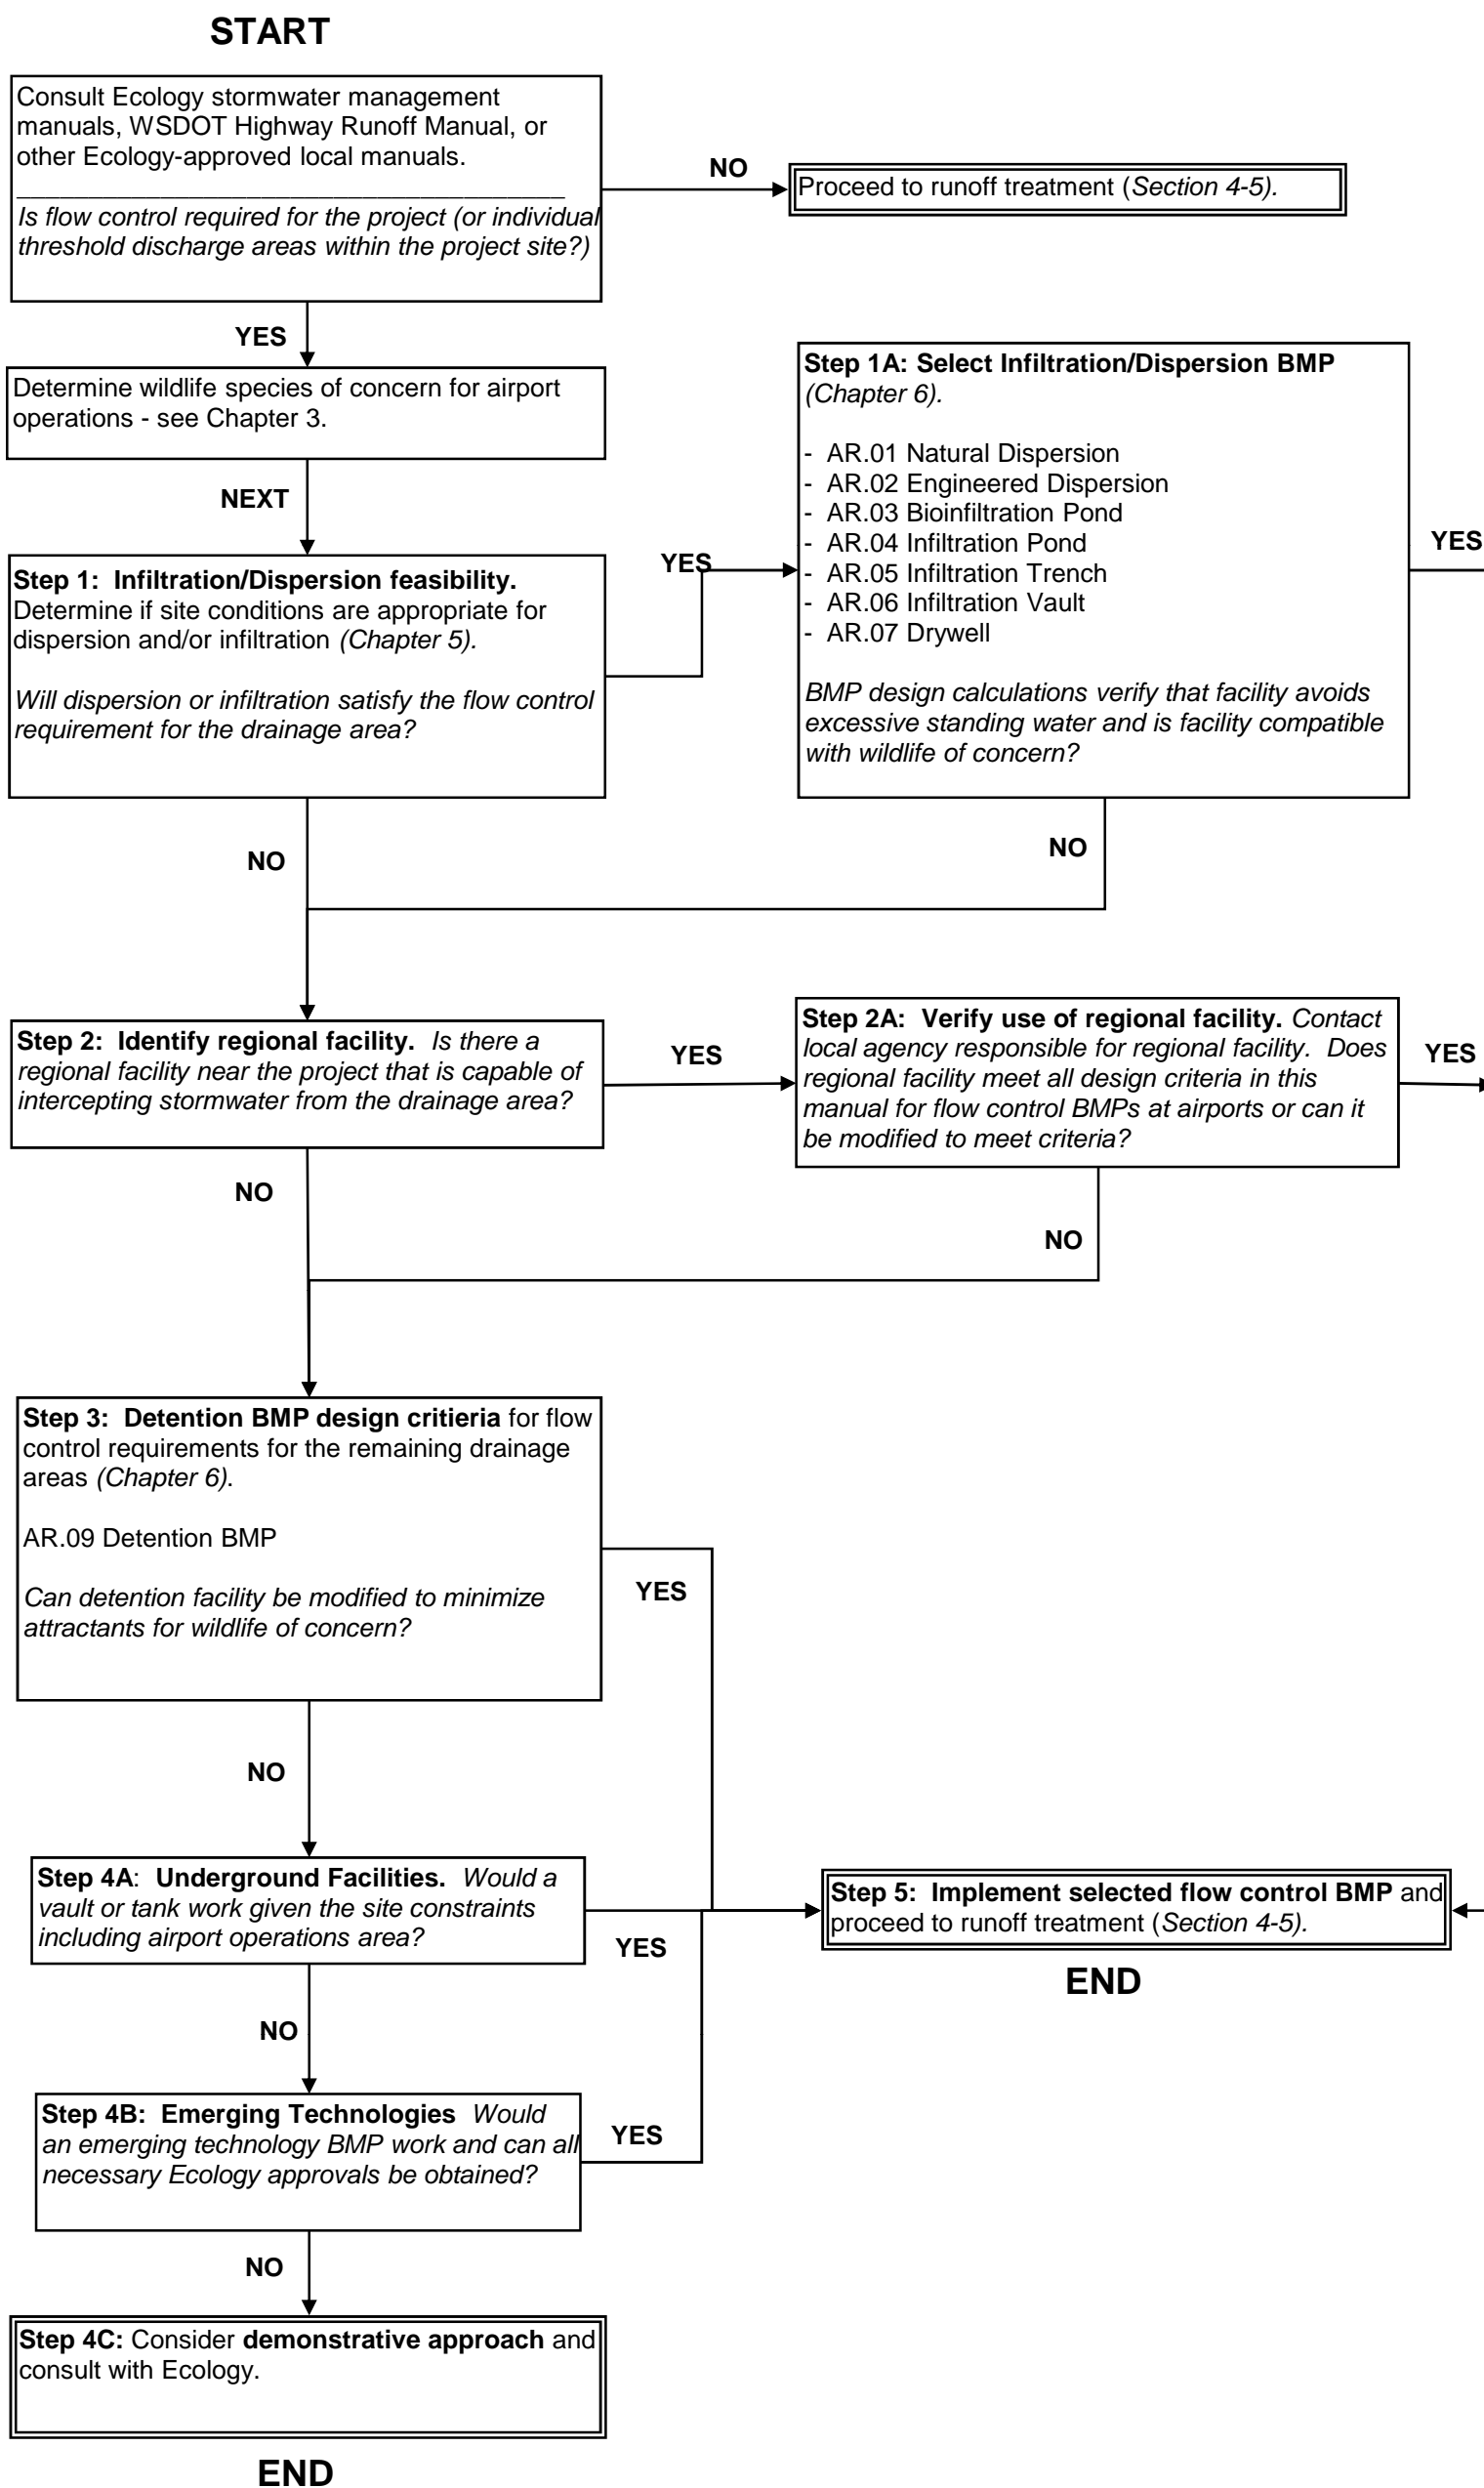 START
Consult Ecology stormwater management
manuals, WSDOT Highway Runoff Manual, or
other Ecology-approved local manuals.
Is flow control required for the project (or individual
threshold discharge areas within the project site?)
NO
Proceed to runoff treatment (Section 4-5).
YES
Determine wildlife species of concern for airport
operations - see Chapter 3.
NEXT
Step 1: Infiltration/Dispersion feasibility.
Determine if site conditions are appropriate for
dispersion and/or infiltration (Chapter 5).
Will dispersion or infiltration satisfy the flow control
requirement for the drainage area?
YES
Step 1A: Select Infiltration/Dispersion BMP
(Chapter 6).
- AR.01 Natural Dispersion
- AR.02 Engineered Dispersion
- AR.03 Bioinfiltration Pond
- AR.04 Infiltration Pond
- AR.05 Infiltration Trench
- AR.06 Infiltration Vault
- AR.07 Drywell
BMP design calculations verify that facility avoids
excessive standing water and is facility compatible
with wildlife of concern?
YES
NO
NO
Step 2: Identify regional facility. Is there a
regional facility near the project that is capable of
intercepting stormwater from the drainage area?
YES
Step 2A: Verify use of regional facility. Contact
local agency responsible for regional facility. Does
regional facility meet all design criteria in this
manual for flow control BMPs at airports or can it
be modified to meet criteria?
YES
NO
NO
Step 3: Detention BMP design critieria for flow
control requirements for the remaining drainage
areas (Chapter 6).
AR.09 Detention BMP
Can detention facility be modified to minimize
attractants for wildlife of concern?
YES
NO
Step 4A: Underground Facilities. Would a
vault or tank work given the site constraints
including airport operations area?
YES
Step 5: Implement selected flow control BMP and
proceed to runoff treatment (Section 4-5).
END
NO
Step 4B: Emerging Technologies Would
an emerging technology BMP work and can all
necessary Ecology approvals be obtained?
YES
NO
Step 4C: Consider demonstrative approach and
consult with Ecology.
END